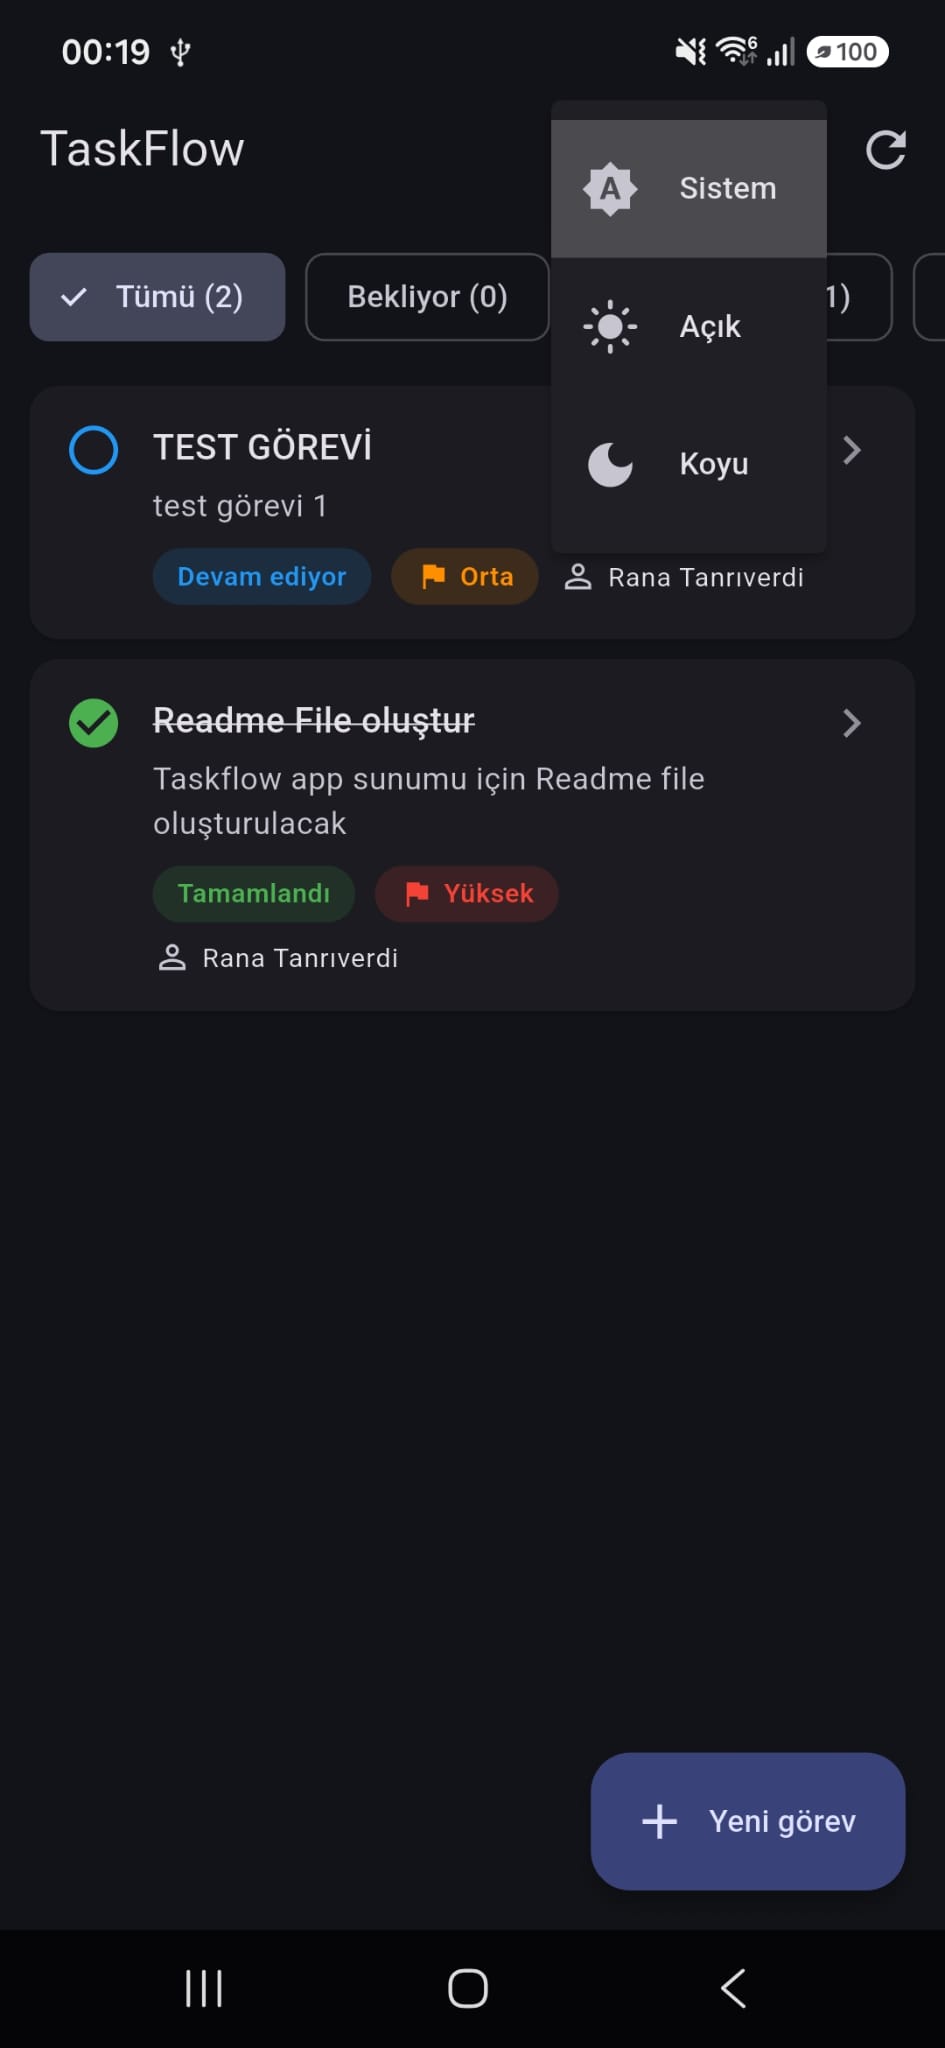 00:19
6
100
TaskFlow
A Sistem
Açık
Koyu
Tümü (2)
Bekliyor (0)
1)
TEST GÖREVİ
test görevi 1
Devam ediyor
Orta
Rana Tanrıverdi
Readme File oluştur
Taskflow app sunumu için Readme file
oluşturulacak
Tamamlandı
Yüksek
Rana Tanrıverdi
Yeni görev